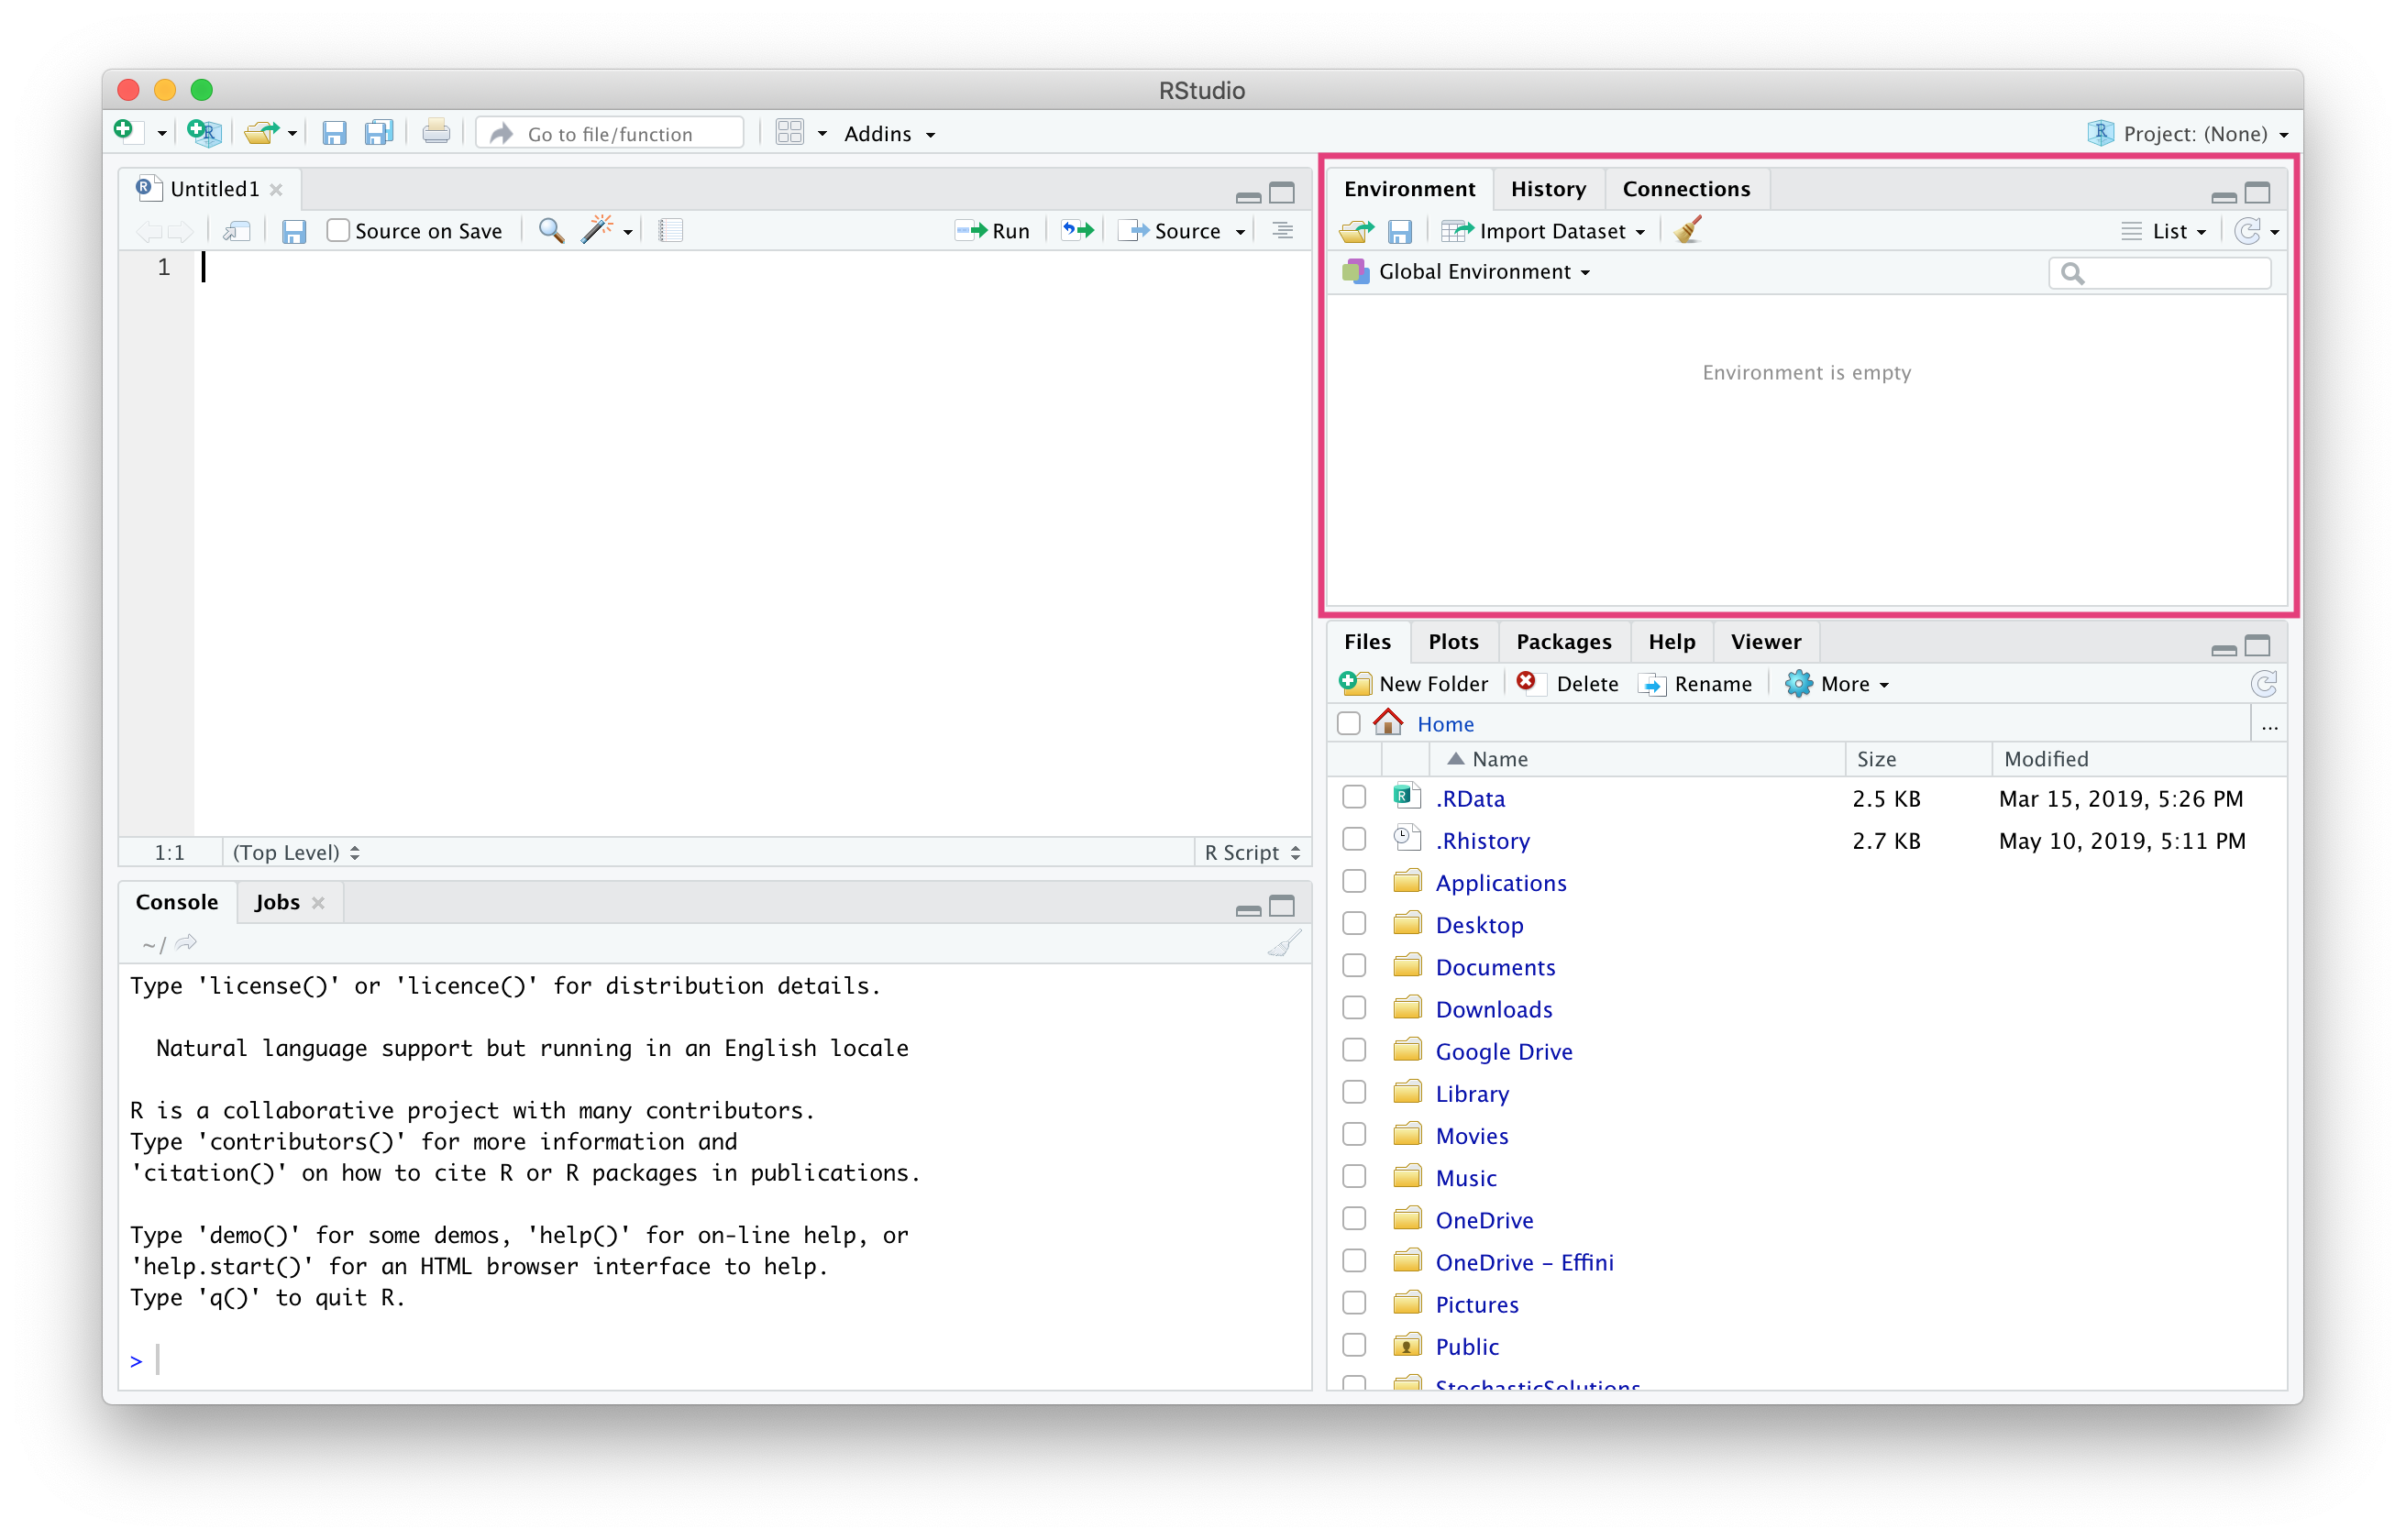 RStudio
Go to file/function
Addins
Project: (None)
Untitled1
Source on Save
Run
Source
1
1:1
(Top Level)
R Script
Console
Jobs
~/
Type 'license()' or 'licence()' for distribution details.
Natural language support but running in an English locale
R is a collaborative project with many contributors.
Type 'contributors()' for more information and
'citation()' on how to cite R or R packages in publications.
Type 'demo()' for some demos, 'help()' for on-line help, or
'help.start()' for an HTML browser interface to help.
Type 'q()' to quit R.
>
Environment
History
Connections
Import Dataset
List
Global Environment
Environment is empty
Files
Plots
Packages
Help
Viewer
New Folder
Delete
Rename
More
Home
...
Name
Size
Modified
.RData
2.5 KB
Mar 15, 2019, 5:26 PM
.Rhistory
2.7 KB
May 10, 2019, 5:11 PM
Applications
Desktop
Documents
Downloads
Google Drive
Library
Movies
Music
OneDrive
OneDrive – Effini
Pictures
Public
StochasticSolutions